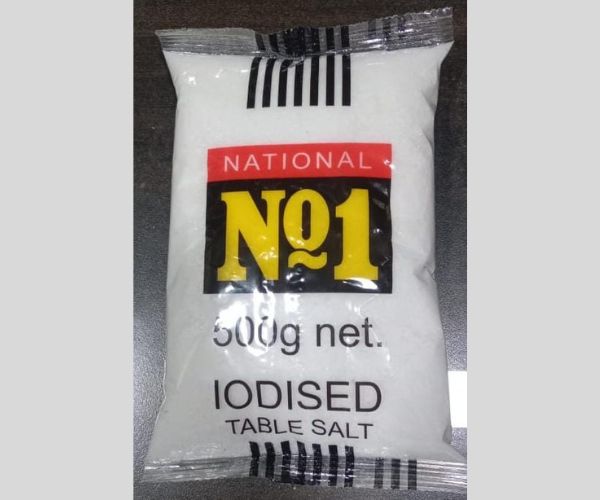 NATIONAL
Nº1
500g net.
IODISED
TABLE SALT